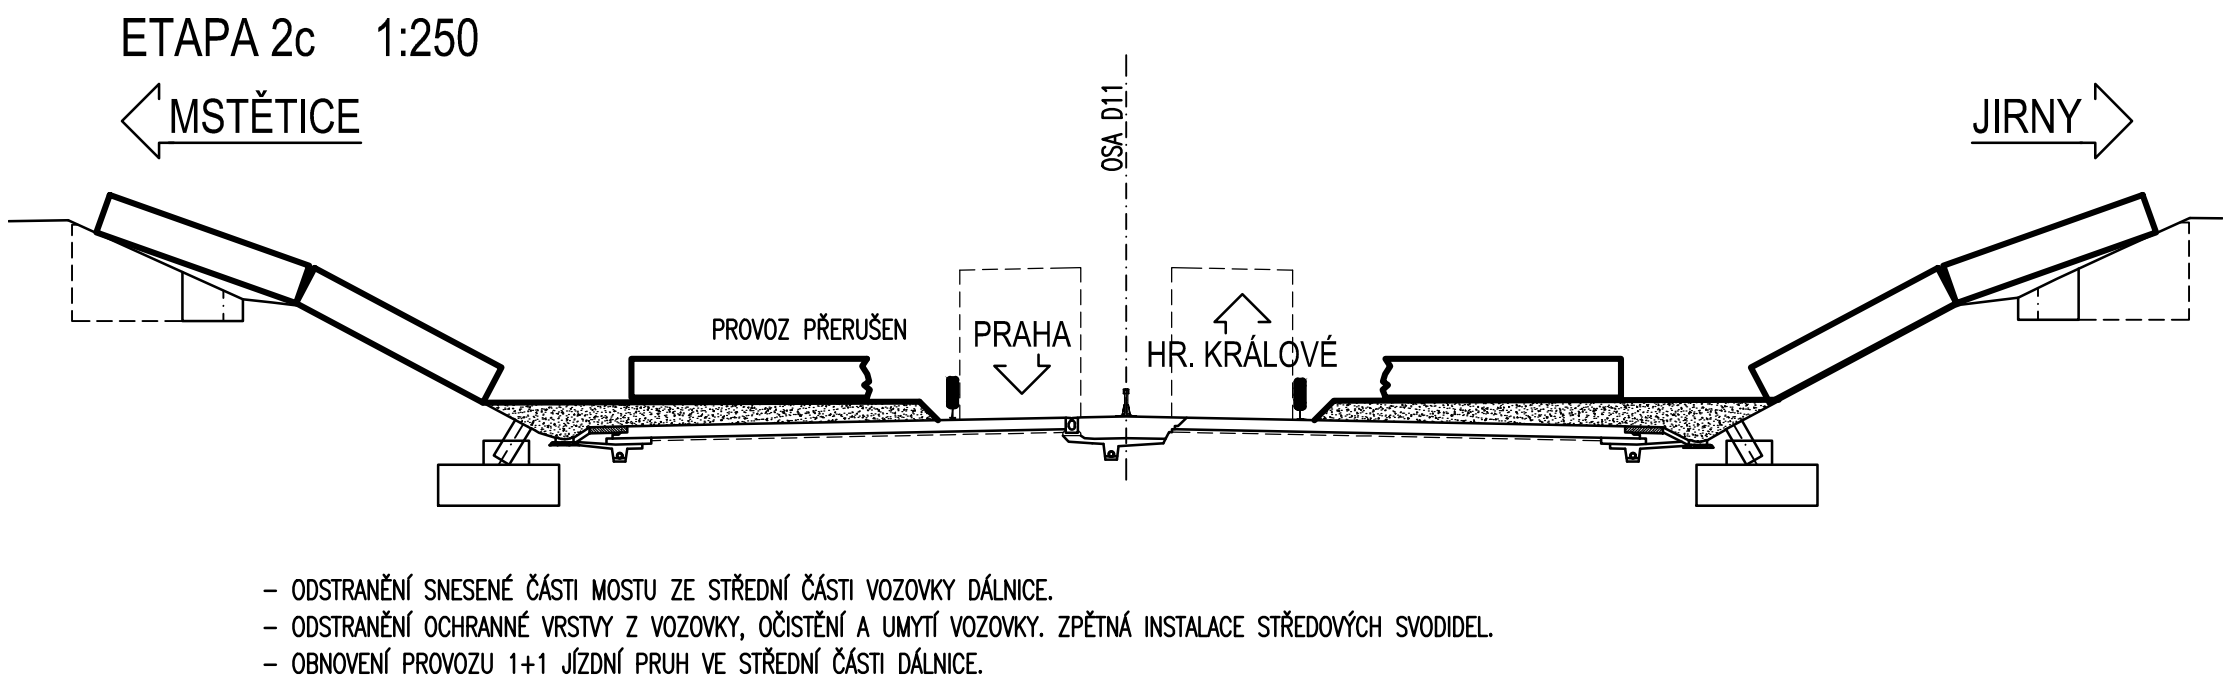 ETAPA 2c 1:250
MSTĚTICE
OSA D11
JIRNY
PROVOZ PŘERUŠEN
PRAHA
HR. KRÁLOVÉ
- ODSTRANĚNÍ SNESENÉ ČÁSTI MOSTU ZE STŘEDNÍ ČÁSTI VOZOVKY DÁLNICE.
- ODSTRANĚNÍ OCHRANNÉ VRSTVY Z VOZOVKY, OČISTĚNÍ A UMYTÍ VOZOVKY. ZPĚTNÁ INSTALACE STŘEDOVÝCH SVODIDEL.
- OBNOVENÍ PROVOZU 1+1 JÍZDNÍ PRUH VE STŘEDNÍ ČÁSTI DÁLNICE.